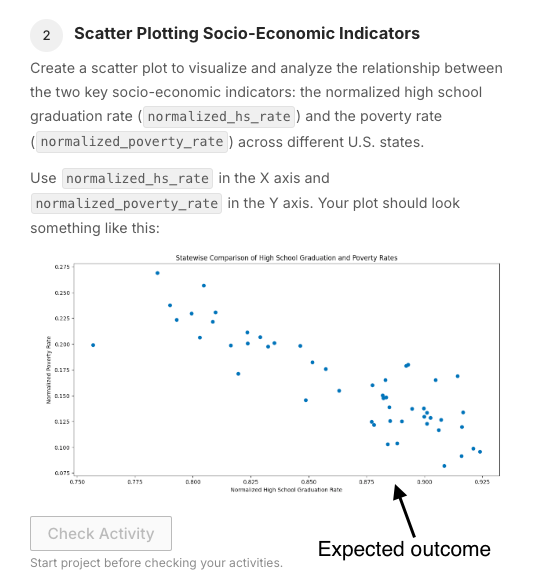 2 Scatter Plotting Socio-Economic Indicators
Create a scatter plot to visualize and analyze the relationship between
the two key socio-economic indicators: the normalized high school
graduation rate (normalized_hs_rate) and the poverty rate
(normalized_poverty_rate) across different U.S. states.
Use normalized_hs_rate in the X axis and
normalized_poverty_rate in the Y axis. Your plot should look
something like this:
Statewise Comparison of High School Graduation and Poverty Rates
Normalized Poverty Rate
0.275
0.250
0.225
0.200
0.175
0.150
0.125
0.100
0.075
0.750 0.775 0.800 0.825 0.850 0.875 0.900 0.925
Normalized High School Graduation Rate
Check Activity
Expected outcome
Start project before checking your activities.